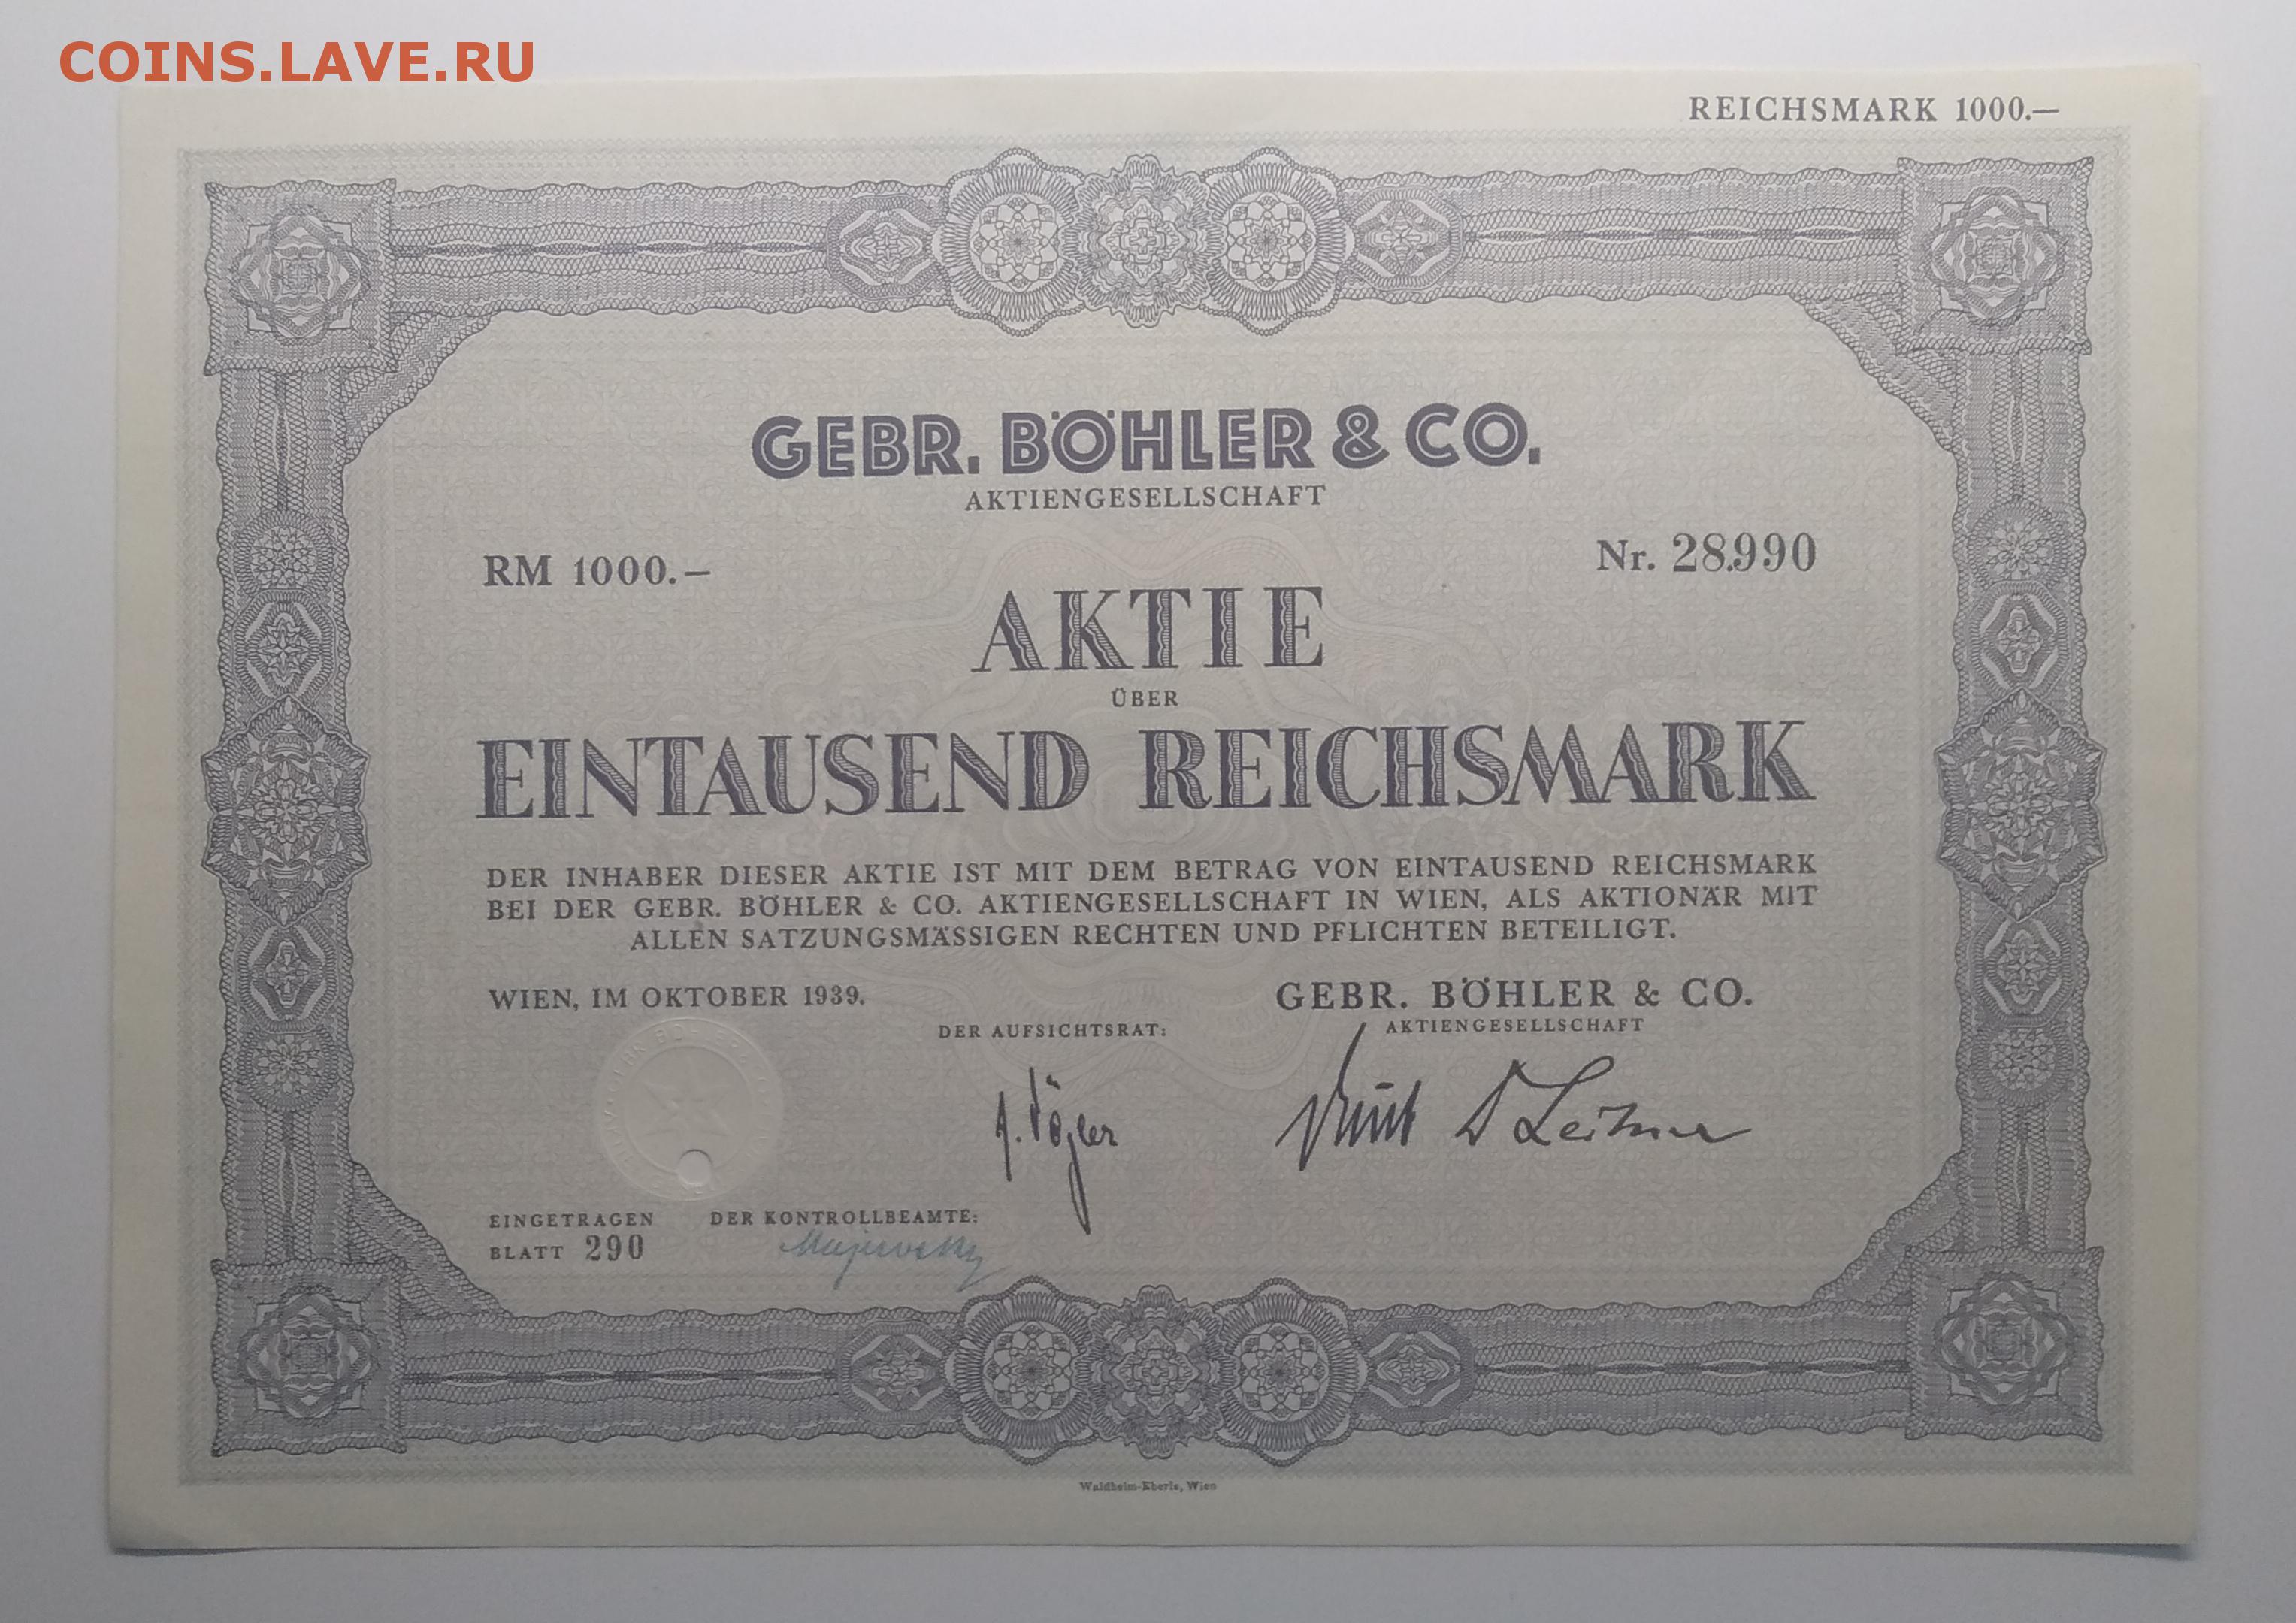 COINS.LAVE.RU
REICHSMARK 1000.—
GEBR. BÖHLER & CO.
AKTIENGESELLSCHAFT
RM 1000.—
Nr. 28.990
AKTIE
ÜBER
EINTAUSEND REICHSMARK
DER INHABER DIESER AKTIE IST MIT DEM BETRAG VON EINTAUSEND REICHSMARK
BEI DER GEBR. BÖHLER & CO. AKTIENGESELLSCHAFT IN WIEN, ALS AKTIONÄR MIT
ALLEN SATZUNGSMÄSSIGEN RECHTEN UND PFLICHTEN BETEILIGT.
WIEN, IM OKTOBER 1939.
GEBR. BÖHLER & CO.
AKTIENGESELLSCHAFT
DER AUFSICHTSRAT:
EINGETRAGEN
BLATT 290
DER KONTROLLBEAMTE:
Waldheim-Eberle, Wien